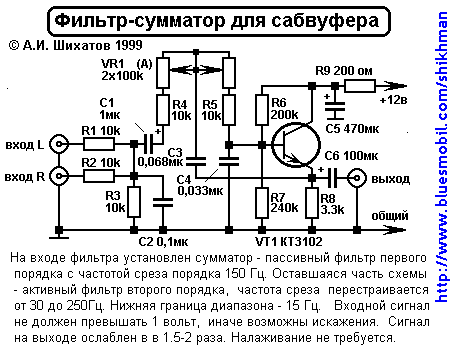 Фильтр-сумматор для сабвуфера
© А.И. Шихатов 1999
VR1 (A)
2x100k
R9 200 ом
+12в
C1
1мк
R4
10k
R5
10k
R6
200k
C5 470мк
вход L
R1 10k
0,068мк
C3
C6 100мк
вход R
R2 10k
C4
0,033мк
выход
R3
10k
R7
240k
R8
3.3k
общий
C2 0,1мк
VT1 КТ3102
На входе фильтра установлен сумматор - пассивный фильтр первого
порядка с частотой среза порядка 150 Гц. Оставшаяся часть схемы
- активный фильтр второго порядка, частота среза перестраивается
от 30 до 250Гц. Нижняя граница диапазона - 15 Гц. Входной сигнал
не должен превышать 1 вольт, иначе возможны искажения. Сигнал
на выходе ослаблен в в 1.5-2 раза. Налаживание не требуется.
http://www.bluesmobil.com/shikhman